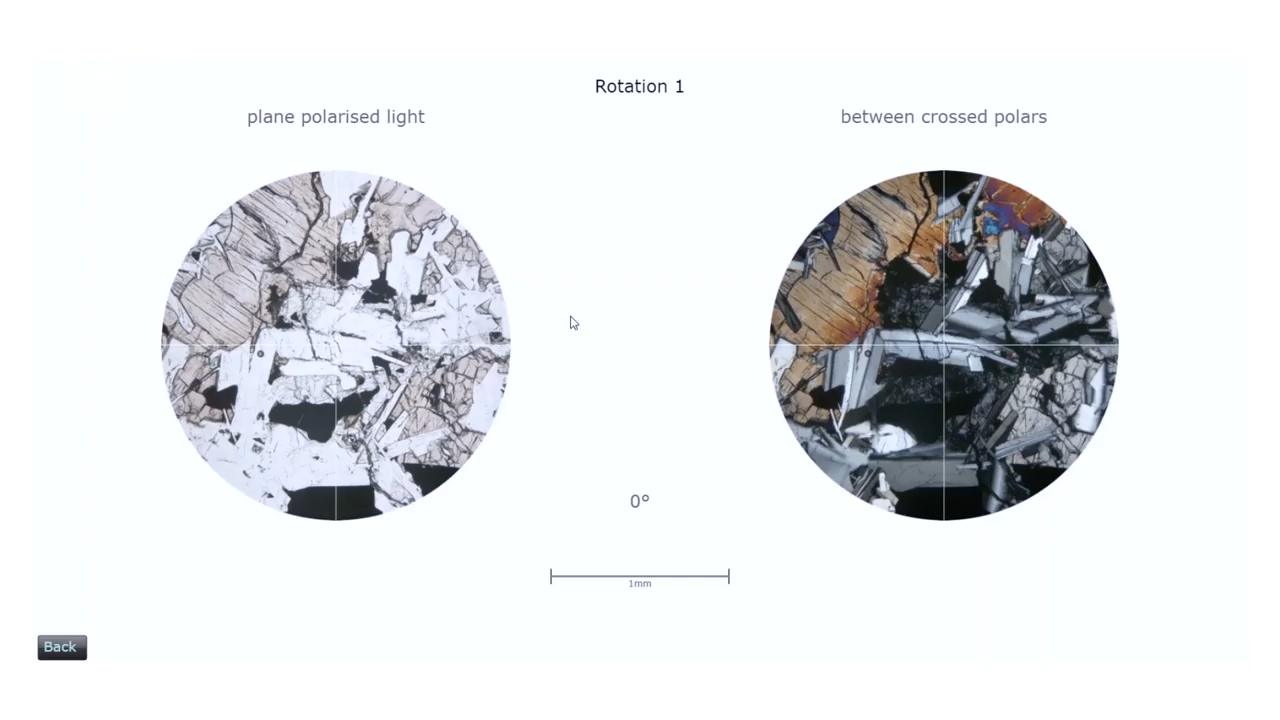 Rotation 1
plane polarised light
between crossed polars
0°
1mm
Back